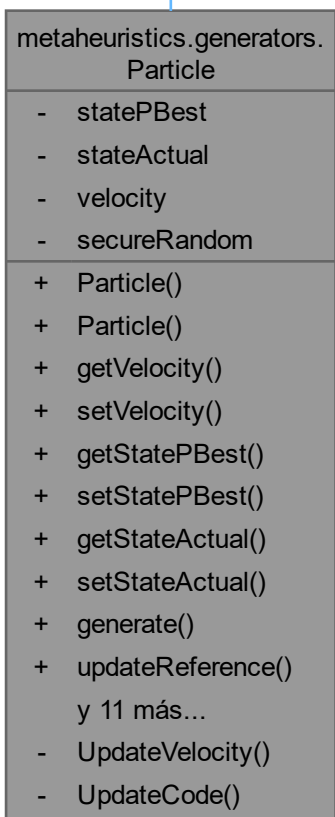 metaheuristics.generators.
Particle
- statePBest
- stateActual
- velocity
- secureRandom
+ Particle()
+ Particle()
+ getVelocity()
+ setVelocity()
+ getStatePBest()
+ setStatePBest()
+ getStateActual()
+ setStateActual()
+ generate()
+ updateReference()
y 11 más...
- UpdateVelocity()
- UpdateCode()